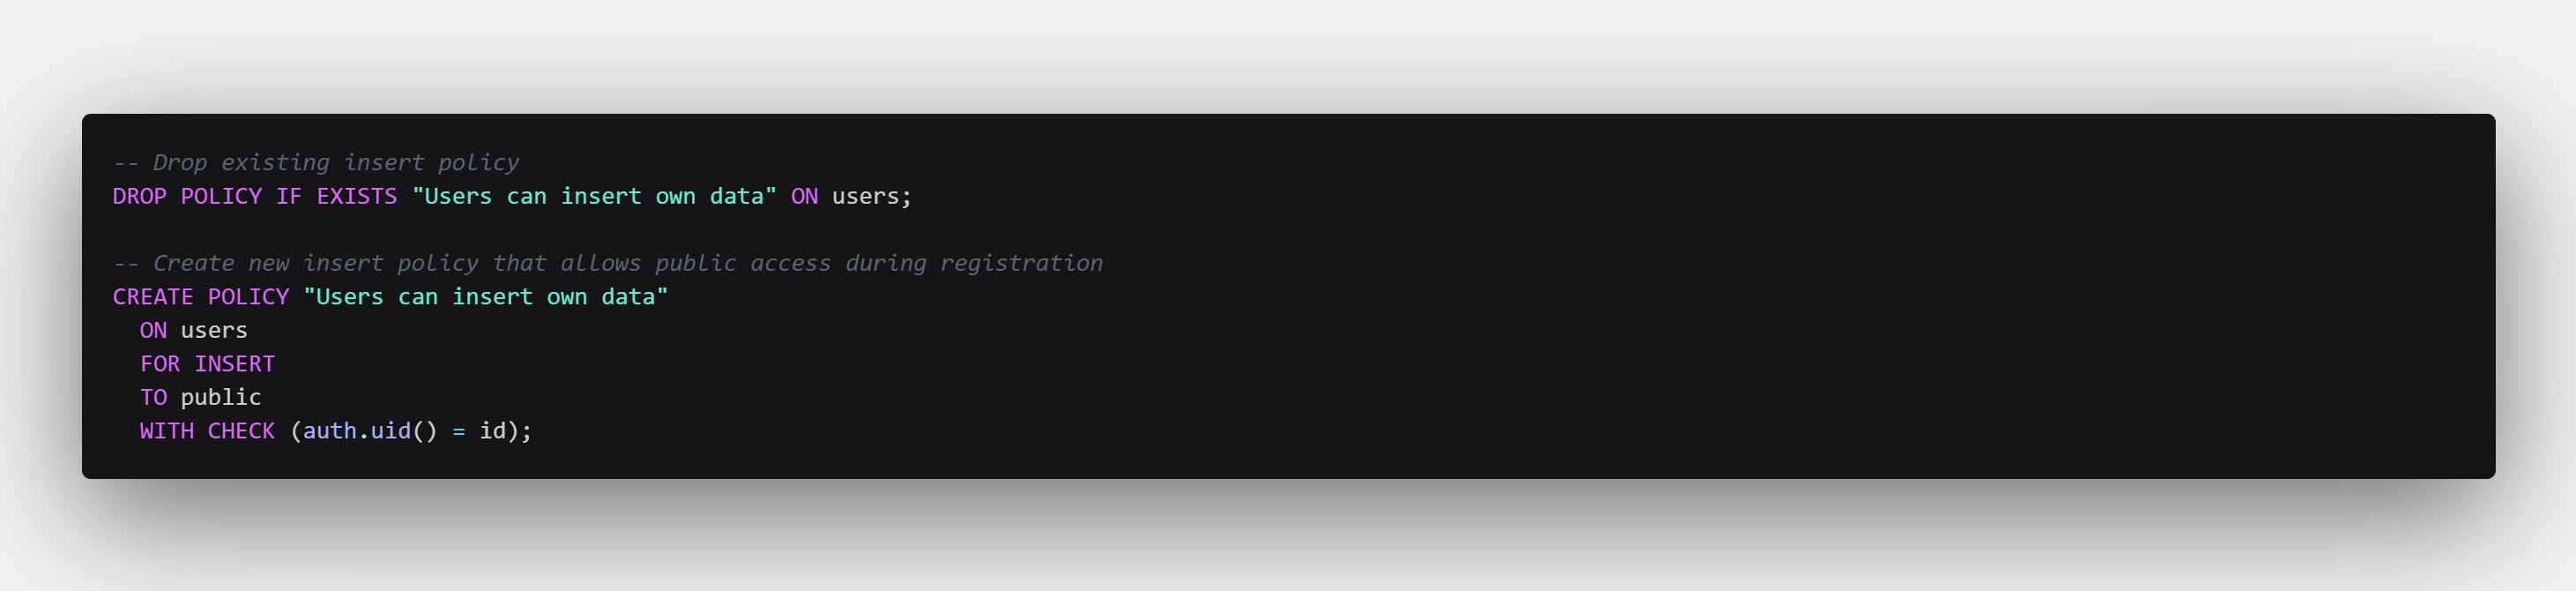 -- Drop existing insert policy
DROP POLICY IF EXISTS "Users can insert own data" ON users;

-- Create new insert policy that allows public access during registration
CREATE POLICY "Users can insert own data"
  ON users
  FOR INSERT
  TO public
  WITH CHECK (auth.uid() = id);